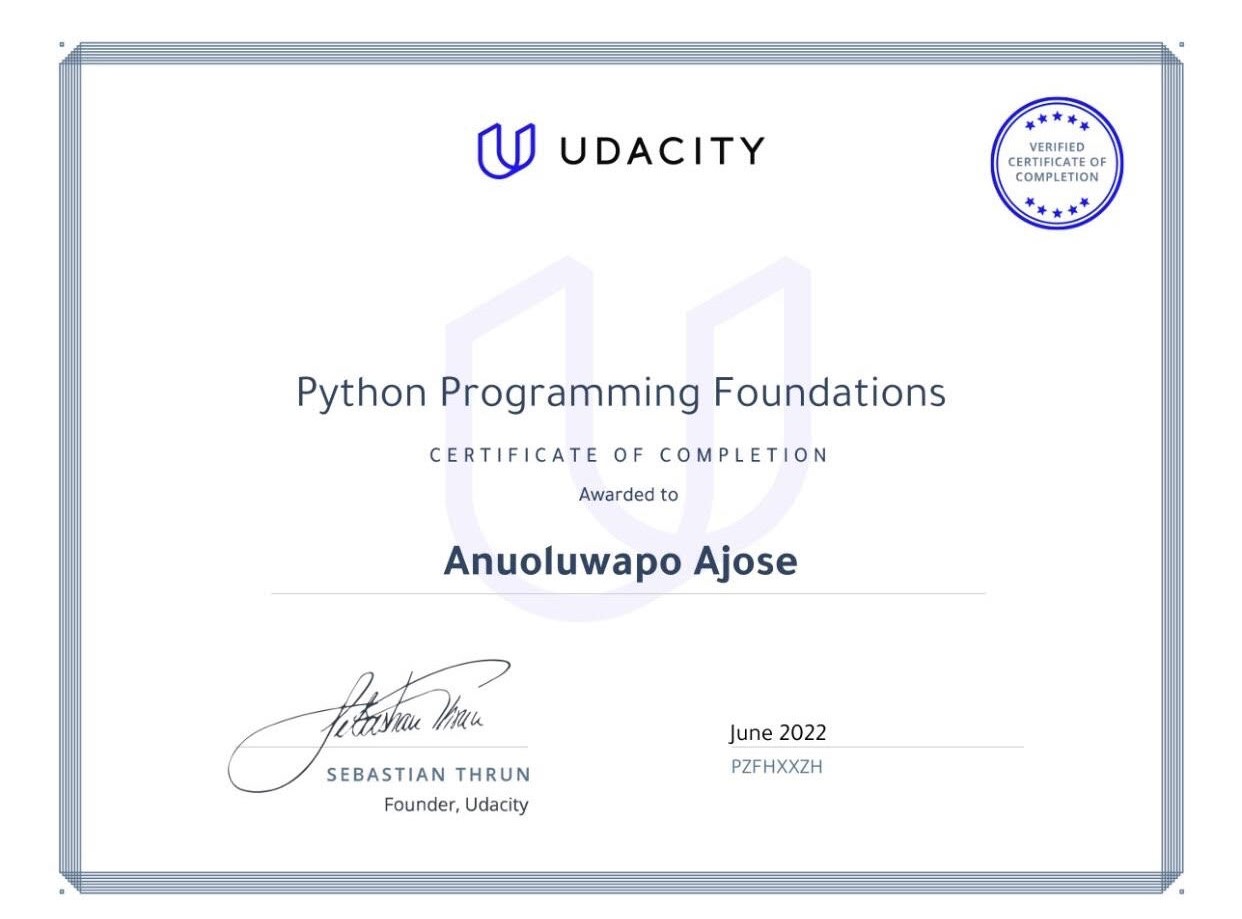 UDACITY
VERIFIED
CERTIFICATE OF
COMPLETION
Python Programming Foundations
CERTIFICATE OF COMPLETION
Awarded to
Anuoluwapo Ajose
Sebastian Thrun
June 2022
SEBASTIAN THRUN
PZFHXXZH
Founder, Udacity